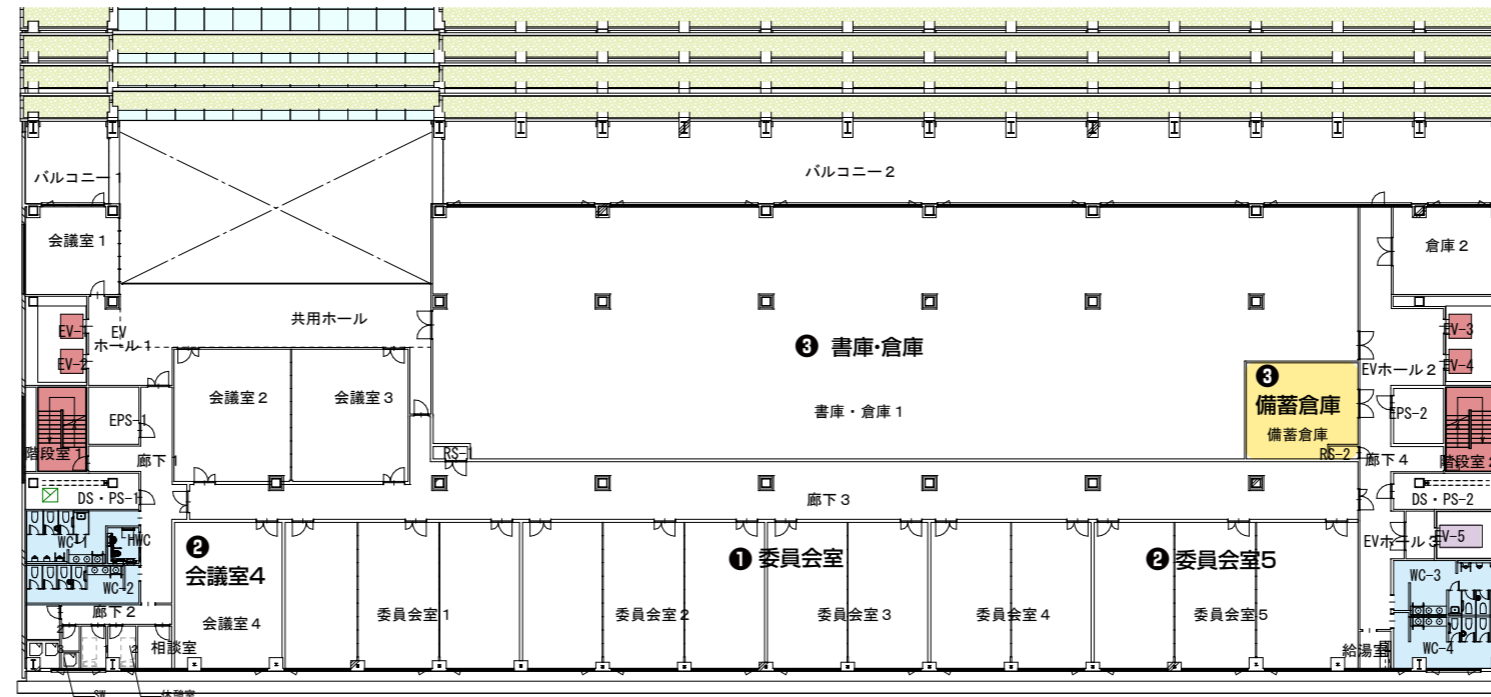 バルコニー1
バルコニー2
会議室1
倉庫2
共用ホール
EV-1
EV
ホール1
EV-2
❸ 書庫・倉庫
EV-3
EV-4
EVホール2
会議室2
会議室3
書庫・倉庫1
❸
備蓄倉庫
備蓄倉庫
EPS-1
EPS-2
階段室1
廊下1
RS-1
RS-2
廊下4
階段室2
DS・PS-1
廊下3
DS・PS-2
WC-1
HWC
❷
会議室4
❶ 委員会室
❷ 委員会室5
EVホール3
EV-5
WC-2
WC-3
廊下2
会議室4
委員会室1
委員会室2
委員会室3
委員会室4
委員会室5
相談室
給湯室
WC-4
1
2
3
1
2
SW
休憩室